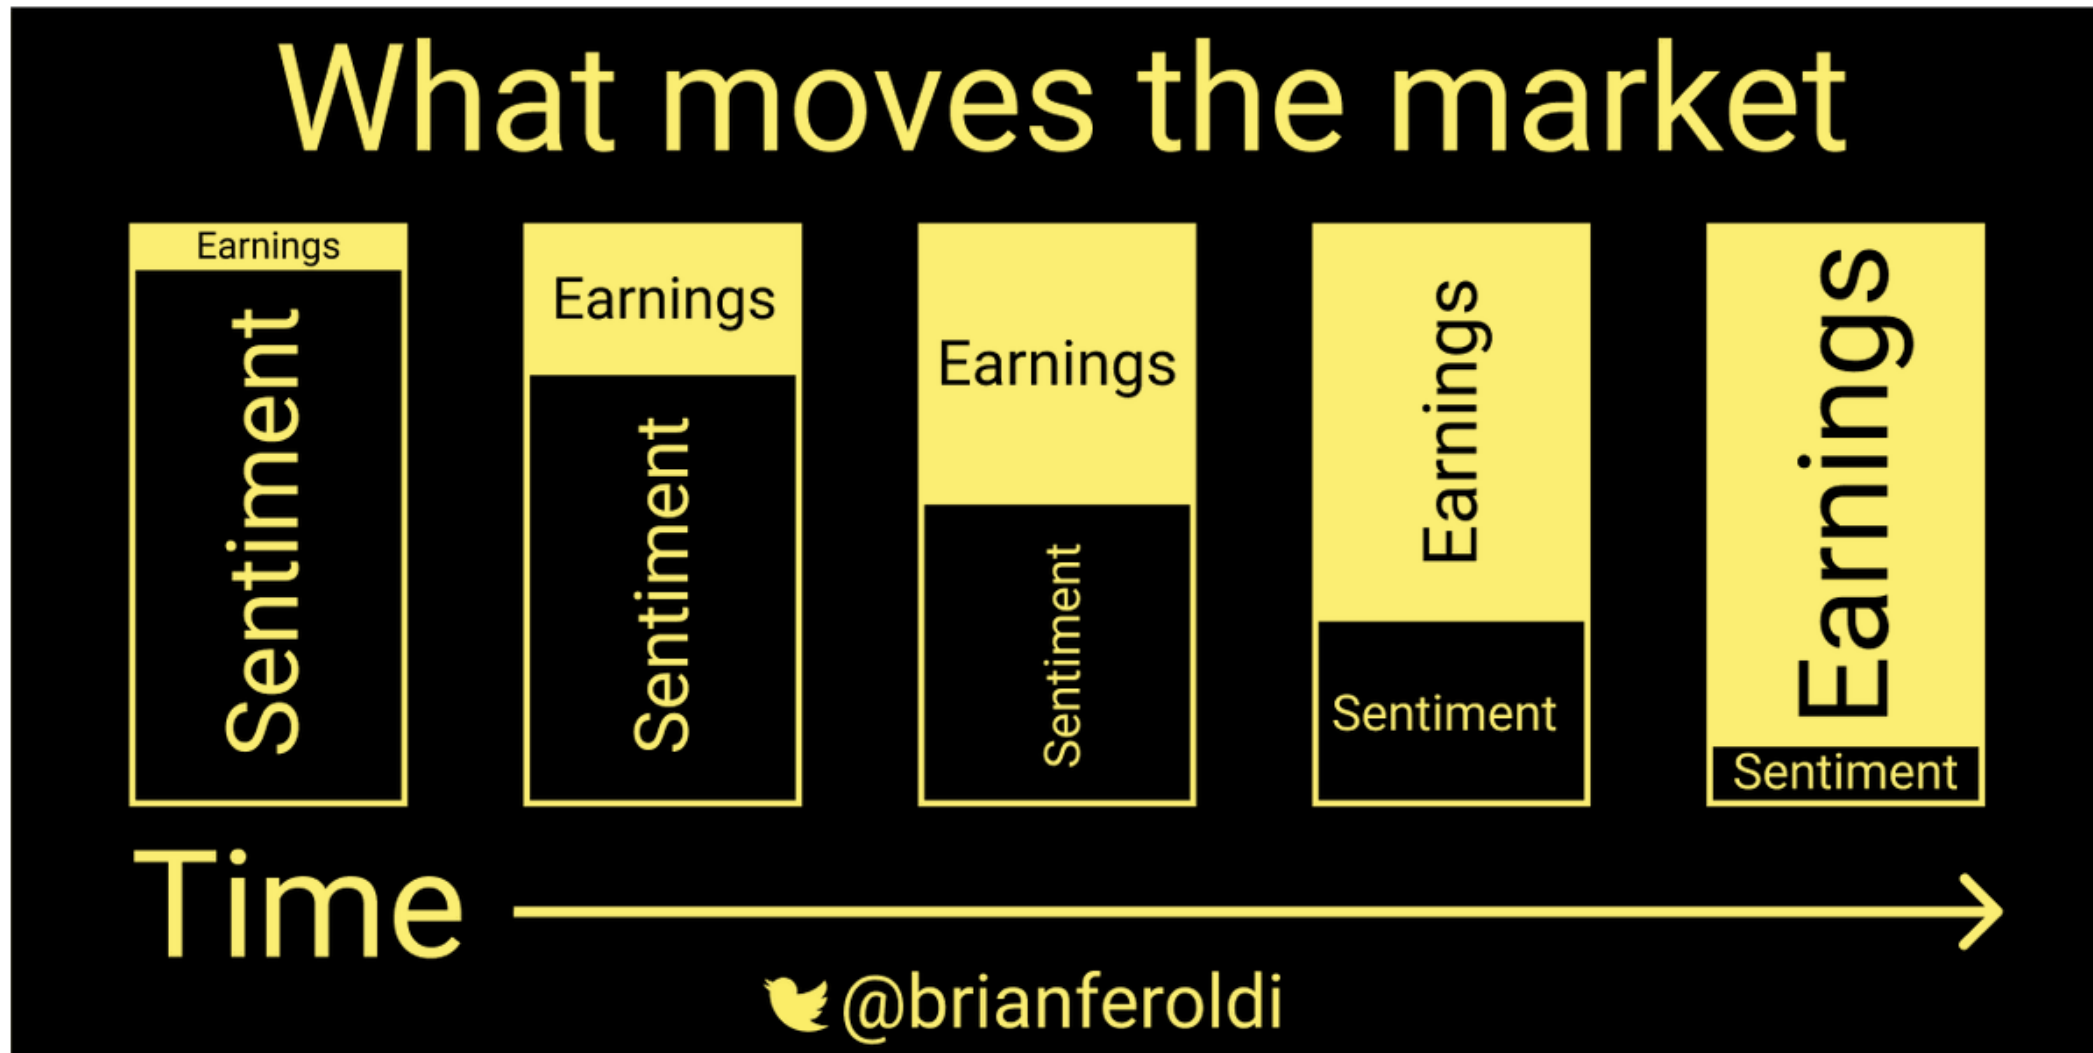 What moves the market
Earnings
Sentiment
Earnings
Sentiment
Earnings
Sentiment
Earnings
Sentiment
Earnings
Sentiment
Time
@brianferoldi